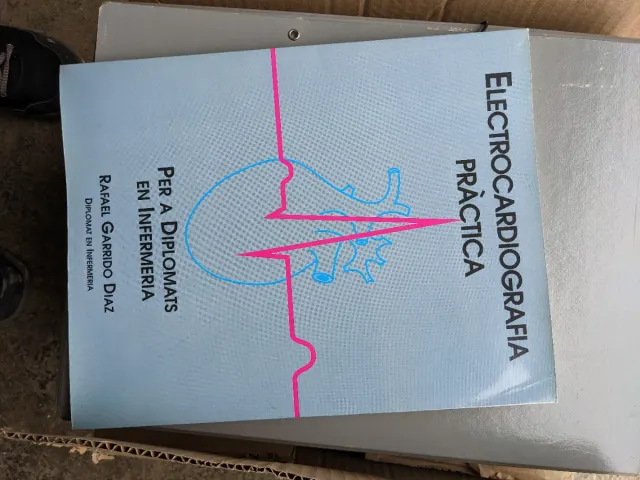 ELECTROCARDIOGRAFIA
PRÀCTICA
PER A DIPLOMATS
EN INFERMERIA
RAFAEL GARRIDO DIAZ
DIPLOMAT EN INFERMERIA